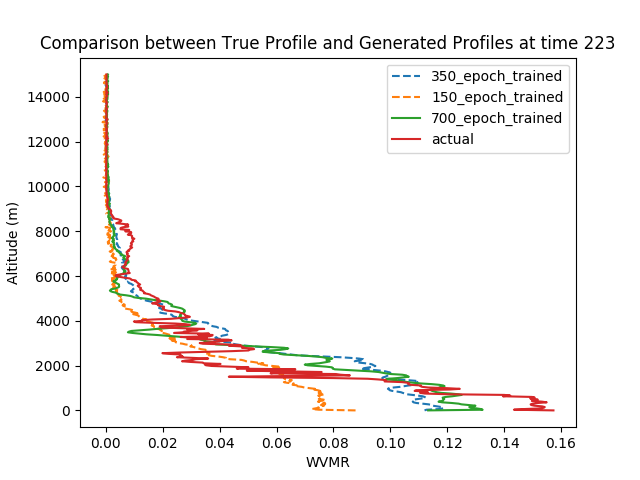 Comparison between True Profile and Generated Profiles at time 223
350_epoch_trained
150_epoch_trained
700_epoch_trained
actual
Altitude (m)
14000
12000
10000
8000
6000
4000
2000
0
0.00 0.02 0.04 0.06 0.08 0.10 0.12 0.14 0.16
WVMR